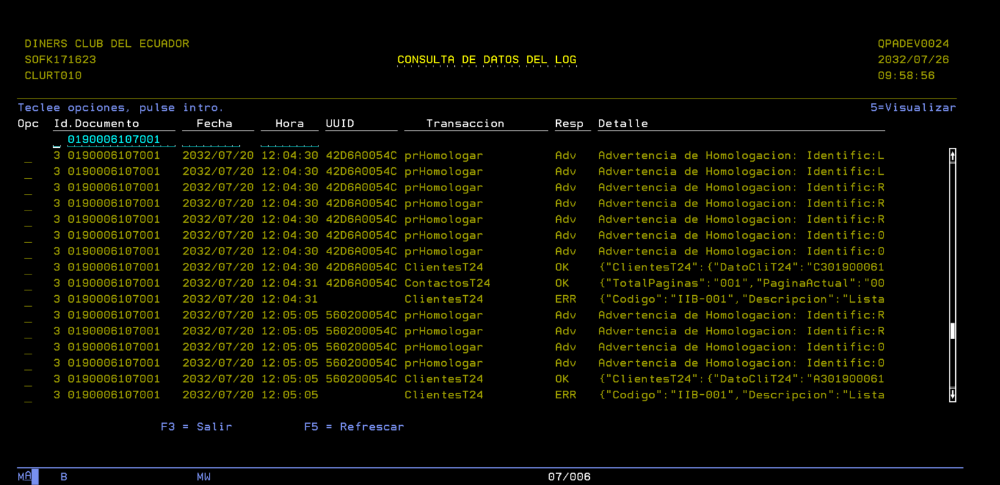 DINERS CLUB DEL ECUADOR QPADEV0024
SOFK171623 CONSULTA DE DATOS DEL LOG 2032/07/26
CLURT010 09:58:56
Teclee opciones, pulse intro. 5=Visualizar
Opc Id.Documento Fecha Hora UUID Transaccion Resp Detalle
_ 0190006107001
_ 3 0190006107001 2032/07/20 12:04:30 42D6A0054C prHomologar Adv Advertencia de Homologacion: Identific:L
_ 3 0190006107001 2032/07/20 12:04:30 42D6A0054C prHomologar Adv Advertencia de Homologacion: Identific:L
_ 3 0190006107001 2032/07/20 12:04:30 42D6A0054C prHomologar Adv Advertencia de Homologacion: Identific:R
_ 3 0190006107001 2032/07/20 12:04:30 42D6A0054C prHomologar Adv Advertencia de Homologacion: Identific:R
_ 3 0190006107001 2032/07/20 12:04:30 42D6A0054C prHomologar Adv Advertencia de Homologacion: Identific:R
_ 3 0190006107001 2032/07/20 12:04:30 42D6A0054C prHomologar Adv Advertencia de Homologacion: Identific:0
_ 3 0190006107001 2032/07/20 12:04:30 42D6A0054C prHomologar Adv Advertencia de Homologacion: Identific:0
_ 3 0190006107001 2032/07/20 12:04:30 42D6A0054C ClientesT24 OK {"ClientesT24":{"DatoCliT24":"C301900061
_ 3 0190006107001 2032/07/20 12:04:31 42D6A0054C ContactosT24 OK {"TotalPaginas":"001","PaginaActual":"00
_ 3 0190006107001 2032/07/20 12:04:31 ClientesT24 ERR {"Codigo":"IIB-001","Descripcion":"Lista
_ 3 0190006107001 2032/07/20 12:05:05 560200054C prHomologar Adv Advertencia de Homologacion: Identific:R
_ 3 0190006107001 2032/07/20 12:05:05 560200054C prHomologar Adv Advertencia de Homologacion: Identific:R
_ 3 0190006107001 2032/07/20 12:05:05 560200054C prHomologar Adv Advertencia de Homologacion: Identific:0
_ 3 0190006107001 2032/07/20 12:05:05 560200054C prHomologar Adv Advertencia de Homologacion: Identific:0
_ 3 0190006107001 2032/07/20 12:05:05 560200054C ClientesT24 OK {"ClientesT24":{"DatoCliT24":"A301900061
_ 3 0190006107001 2032/07/20 12:05:05 ClientesT24 ERR {"Codigo":"IIB-001","Descripcion":"Lista
F3 = Salir F5 = Refrescar
MA B MW 07/006